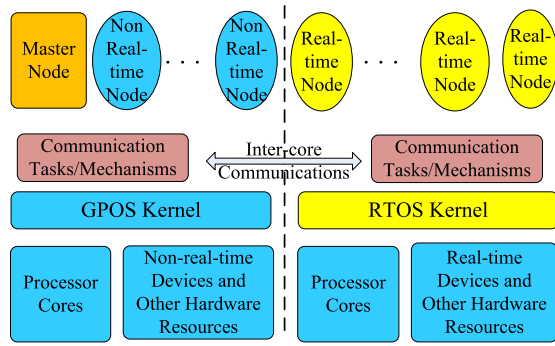 Master
Node
Non
Real-
time
Node
. . .
Non
Real-
time
Node
Real-
time
Node
. . .
Real-
time
Node
Real-
time
Node
Communication
Tasks/Mechanisms
Inter-core
Communications
Communication
Tasks/Mechanisms
GPOS Kernel
RTOS Kernel
Processor
Cores
Non-real-time
Devices and
Other Hardware
Resources
Processor
Cores
Real-time
Devices and
Other Hardware
Resources